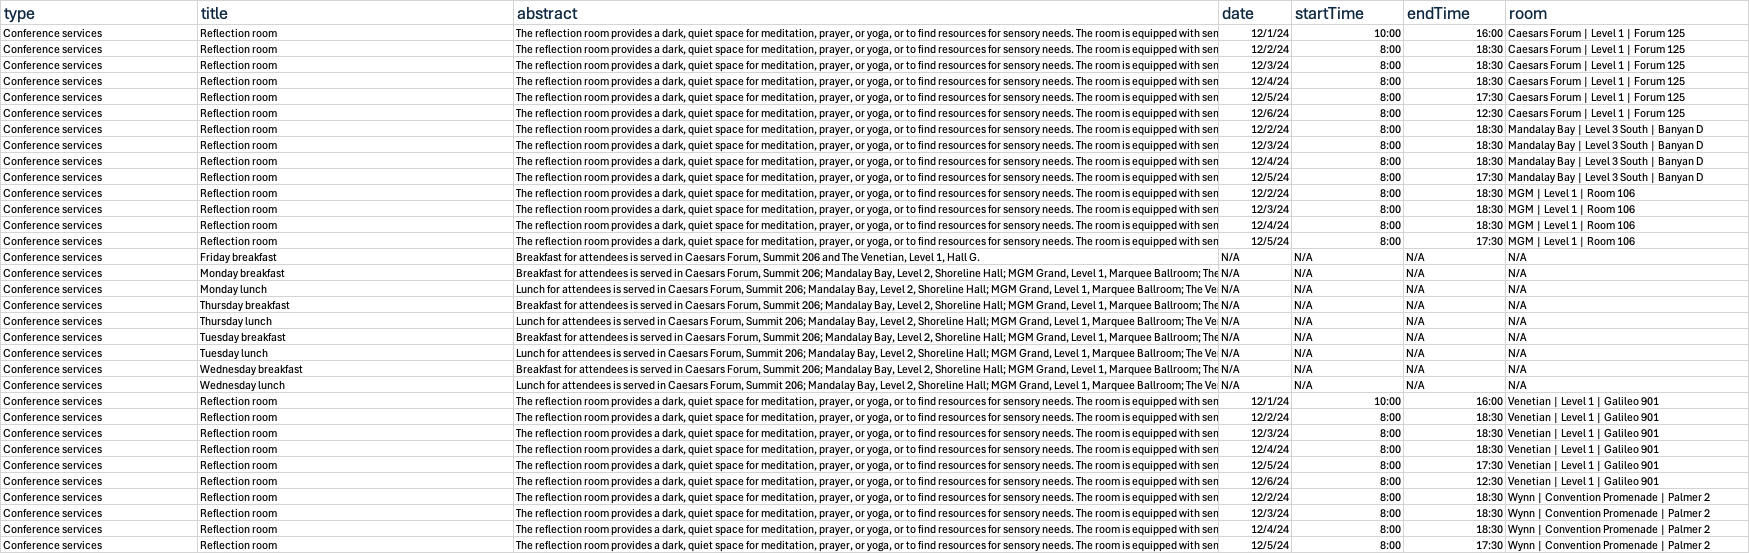 type title abstract date startTime endTime room
Conference services Reflection room The reflection room provides a dark, quiet space for meditation, prayer, or yoga, or to find resources for sensory needs. The room is equipped with sen 12/1/24 10:00 16:00 Caesars Forum | Level 1 | Forum 125
Conference services Reflection room The reflection room provides a dark, quiet space for meditation, prayer, or yoga, or to find resources for sensory needs. The room is equipped with sen 12/2/24 8:00 18:30 Caesars Forum | Level 1 | Forum 125
Conference services Reflection room The reflection room provides a dark, quiet space for meditation, prayer, or yoga, or to find resources for sensory needs. The room is equipped with sen 12/3/24 8:00 18:30 Caesars Forum | Level 1 | Forum 125
Conference services Reflection room The reflection room provides a dark, quiet space for meditation, prayer, or yoga, or to find resources for sensory needs. The room is equipped with sen 12/4/24 8:00 18:30 Caesars Forum | Level 1 | Forum 125
Conference services Reflection room The reflection room provides a dark, quiet space for meditation, prayer, or yoga, or to find resources for sensory needs. The room is equipped with sen 12/5/24 8:00 17:30 Caesars Forum | Level 1 | Forum 125
Conference services Reflection room The reflection room provides a dark, quiet space for meditation, prayer, or yoga, or to find resources for sensory needs. The room is equipped with sen 12/6/24 8:00 12:30 Caesars Forum | Level 1 | Forum 125
Conference services Reflection room The reflection room provides a dark, quiet space for meditation, prayer, or yoga, or to find resources for sensory needs. The room is equipped with sen 12/2/24 8:00 18:30 Mandalay Bay | Level 3 South | Banyan D
Conference services Reflection room The reflection room provides a dark, quiet space for meditation, prayer, or yoga, or to find resources for sensory needs. The room is equipped with sen 12/3/24 8:00 18:30 Mandalay Bay | Level 3 South | Banyan D
Conference services Reflection room The reflection room provides a dark, quiet space for meditation, prayer, or yoga, or to find resources for sensory needs. The room is equipped with sen 12/4/24 8:00 18:30 Mandalay Bay | Level 3 South | Banyan D
Conference services Reflection room The reflection room provides a dark, quiet space for meditation, prayer, or yoga, or to find resources for sensory needs. The room is equipped with sen 12/5/24 8:00 17:30 Mandalay Bay | Level 3 South | Banyan D
Conference services Reflection room The reflection room provides a dark, quiet space for meditation, prayer, or yoga, or to find resources for sensory needs. The room is equipped with sen 12/2/24 8:00 18:30 MGM | Level 1 | Room 106
Conference services Reflection room The reflection room provides a dark, quiet space for meditation, prayer, or yoga, or to find resources for sensory needs. The room is equipped with sen 12/3/24 8:00 18:30 MGM | Level 1 | Room 106
Conference services Reflection room The reflection room provides a dark, quiet space for meditation, prayer, or yoga, or to find resources for sensory needs. The room is equipped with sen 12/4/24 8:00 18:30 MGM | Level 1 | Room 106
Conference services Reflection room The reflection room provides a dark, quiet space for meditation, prayer, or yoga, or to find resources for sensory needs. The room is equipped with sen 12/5/24 8:00 17:30 MGM | Level 1 | Room 106
Conference services Friday breakfast Breakfast for attendees is served in Caesars Forum, Summit 206 and The Venetian, Level 1, Hall G. N/A N/A N/A N/A
Conference services Monday breakfast Breakfast for attendees is served in Caesars Forum, Summit 206; Mandalay Bay, Level 2, Shoreline Hall; MGM Grand, Level 1, Marquee Ballroom; The N/A N/A N/A N/A
Conference services Monday lunch Lunch for attendees is served in Caesars Forum, Summit 206; Mandalay Bay, Level 2, Shoreline Hall; MGM Grand, Level 1, Marquee Ballroom; The Ve N/A N/A N/A N/A
Conference services Thursday breakfast Breakfast for attendees is served in Caesars Forum, Summit 206; Mandalay Bay, Level 2, Shoreline Hall; MGM Grand, Level 1, Marquee Ballroom; The N/A N/A N/A N/A
Conference services Thursday lunch Lunch for attendees is served in Caesars Forum, Summit 206; Mandalay Bay, Level 2, Shoreline Hall; MGM Grand, Level 1, Marquee Ballroom; The Ve N/A N/A N/A N/A
Conference services Tuesday breakfast Breakfast for attendees is served in Caesars Forum, Summit 206; Mandalay Bay, Level 2, Shoreline Hall; MGM Grand, Level 1, Marquee Ballroom; The N/A N/A N/A N/A
Conference services Tuesday lunch Lunch for attendees is served in Caesars Forum, Summit 206; Mandalay Bay, Level 2, Shoreline Hall; MGM Grand, Level 1, Marquee Ballroom; The Ve N/A N/A N/A N/A
Conference services Wednesday breakfast Breakfast for attendees is served in Caesars Forum, Summit 206; Mandalay Bay, Level 2, Shoreline Hall; MGM Grand, Level 1, Marquee Ballroom; The N/A N/A N/A N/A
Conference services Wednesday lunch Lunch for attendees is served in Caesars Forum, Summit 206; Mandalay Bay, Level 2, Shoreline Hall; MGM Grand, Level 1, Marquee Ballroom; The Ve N/A N/A N/A N/A
Conference services Reflection room The reflection room provides a dark, quiet space for meditation, prayer, or yoga, or to find resources for sensory needs. The room is equipped with sen 12/1/24 10:00 16:00 Venetian | Level 1 | Galileo 901
Conference services Reflection room The reflection room provides a dark, quiet space for meditation, prayer, or yoga, or to find resources for sensory needs. The room is equipped with sen 12/2/24 8:00 18:30 Venetian | Level 1 | Galileo 901
Conference services Reflection room The reflection room provides a dark, quiet space for meditation, prayer, or yoga, or to find resources for sensory needs. The room is equipped with sen 12/3/24 8:00 18:30 Venetian | Level 1 | Galileo 901
Conference services Reflection room The reflection room provides a dark, quiet space for meditation, prayer, or yoga, or to find resources for sensory needs. The room is equipped with sen 12/4/24 8:00 18:30 Venetian | Level 1 | Galileo 901
Conference services Reflection room The reflection room provides a dark, quiet space for meditation, prayer, or yoga, or to find resources for sensory needs. The room is equipped with sen 12/5/24 8:00 17:30 Venetian | Level 1 | Galileo 901
Conference services Reflection room The reflection room provides a dark, quiet space for meditation, prayer, or yoga, or to find resources for sensory needs. The room is equipped with sen 12/6/24 8:00 12:30 Venetian | Level 1 | Galileo 901
Conference services Reflection room The reflection room provides a dark, quiet space for meditation, prayer, or yoga, or to find resources for sensory needs. The room is equipped with sen 12/2/24 8:00 18:30 Wynn | Convention Promenade | Palmer 2
Conference services Reflection room The reflection room provides a dark, quiet space for meditation, prayer, or yoga, or to find resources for sensory needs. The room is equipped with sen 12/3/24 8:00 18:30 Wynn | Convention Promenade | Palmer 2
Conference services Reflection room The reflection room provides a dark, quiet space for meditation, prayer, or yoga, or to find resources for sensory needs. The room is equipped with sen 12/4/24 8:00 18:30 Wynn | Convention Promenade | Palmer 2
Conference services Reflection room The reflection room provides a dark, quiet space for meditation, prayer, or yoga, or to find resources for sensory needs. The room is equipped with sen 12/5/24 8:00 17:30 Wynn | Convention Promenade | Palmer 2